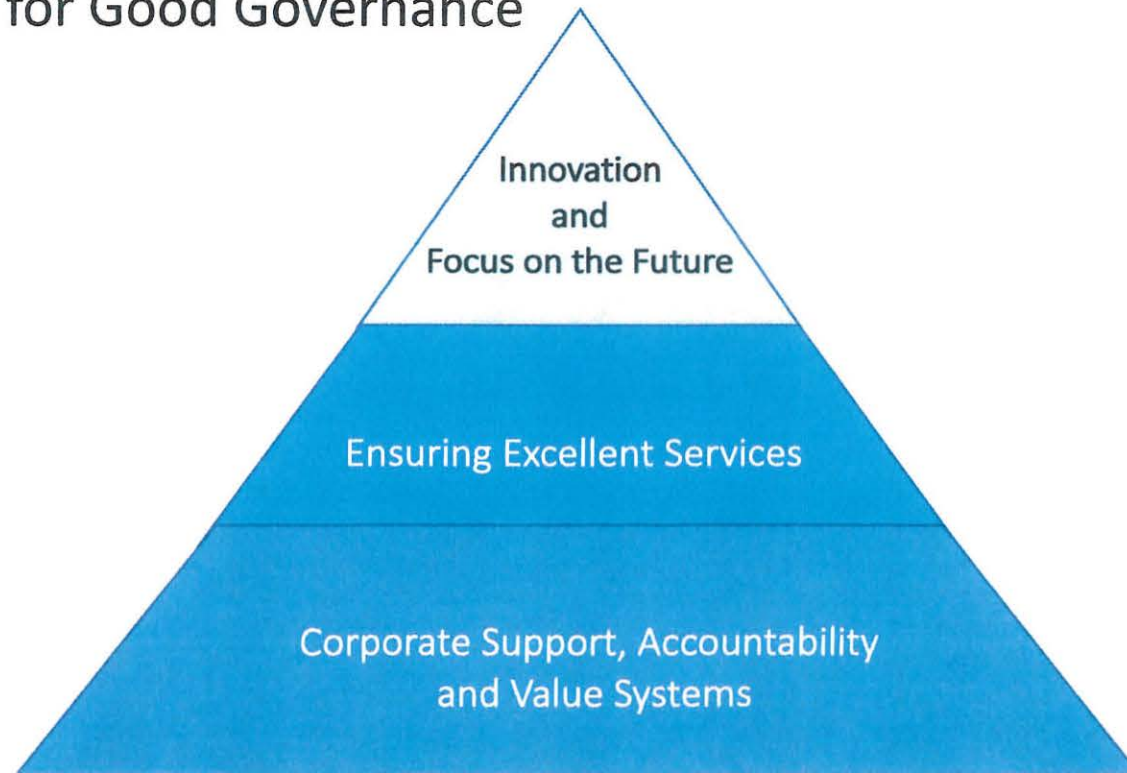 for Good Governance
Innovation
and
Focus on the Future
Ensuring Excellent Services
Corporate Support, Accountability
and Value Systems